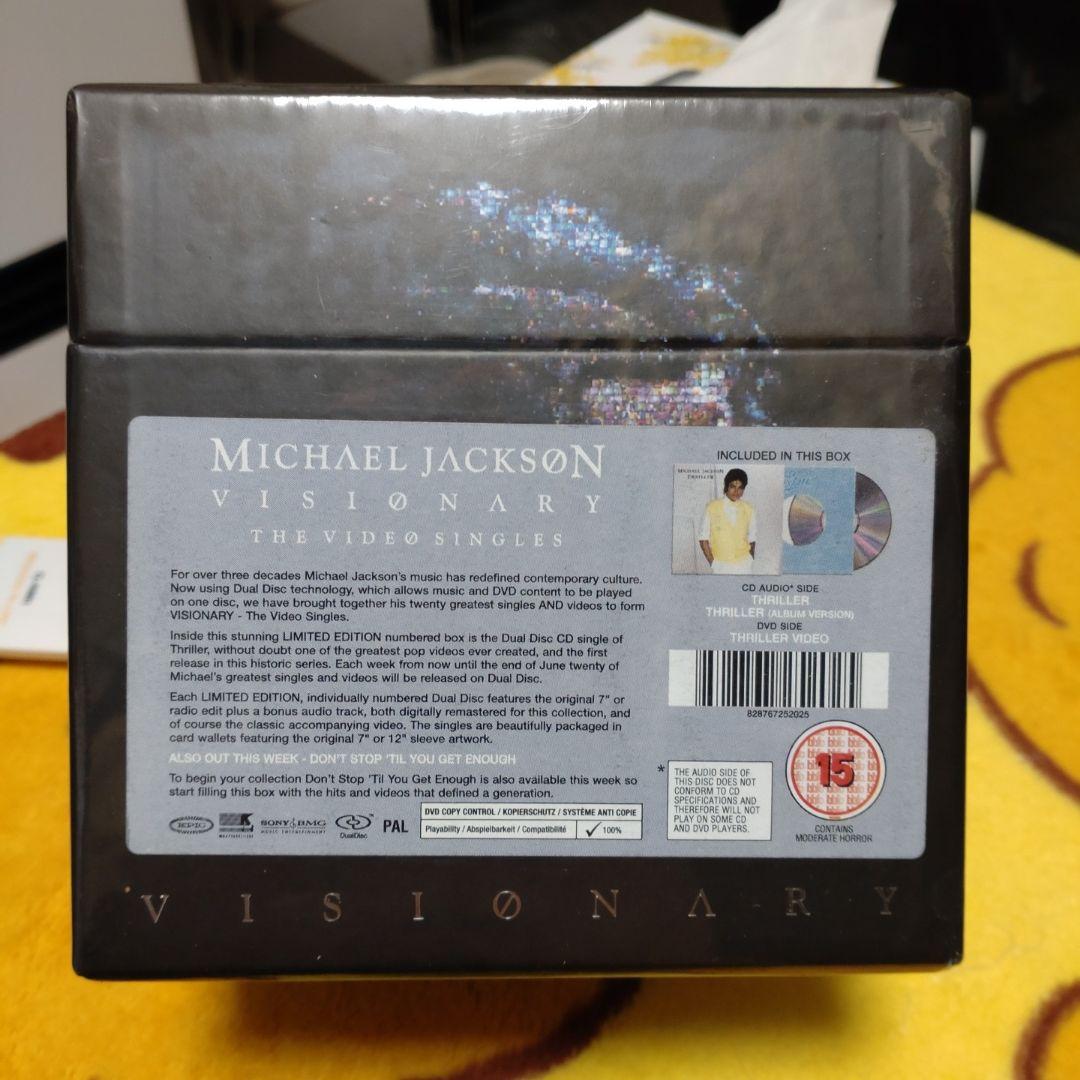 MICHAEL JACKSON
VISIONARY
THE VIDEO SINGLES
For over three decades Michael Jackson's music has redefined contemporary culture.
Now using Dual Disc technology, which allows music and DVD content to be played
on one disc, we have brought together his twenty greatest singles AND videos to form
VISIONARY - The Video Singles.
Inside this stunning LIMITED EDITION numbered box is the Dual Disc CD single of
Thriller, without doubt one of the greatest pop videos ever created, and the first
release in this historic series. Each week from now until the end of June twenty of
Michael's greatest singles and videos will be released on Dual Disc.
Each LIMITED EDITION, individually numbered Dual Disc features the original 7" or
radio edit plus a bonus audio track, both digitally remastered for this collection, and
of course the classic accompanying video. The singles are beautifully packaged in
card wallets featuring the original 7" or 12" sleeve artwork.
ALSO OUT THIS WEEK - DON'T STOP 'TIL YOU GET ENOUGH
To begin your collection Don't Stop 'Til You Get Enough is also available this week so
start filling this box with the hits and videos that defined a generation.
EPIC
SONY BMG
MUSIC ENTERTAINMENT
DualDisc
PAL
DVD COPY CONTROL / KOPIERSCHUTZ / SYSTÈME ANTI COPIE
Playability / Abspielbarkeit / Compatibilité ✓ 100%
INCLUDED IN THIS BOX
MICHAEL JACKSON
THRILLER
CD AUDIO* SIDE
THRILLER
THRILLER (ALBUM VERSION)
DVD SIDE
THRILLER VIDEO
828767252025
* THE AUDIO SIDE OF
THIS DISC DOES NOT
CONFORM TO CD
SPECIFICATIONS AND
THEREFORE WILL NOT
PLAY ON SOME CD
AND DVD PLAYERS.
15
CONTAINS
MODERATE HORROR
VISIONARY